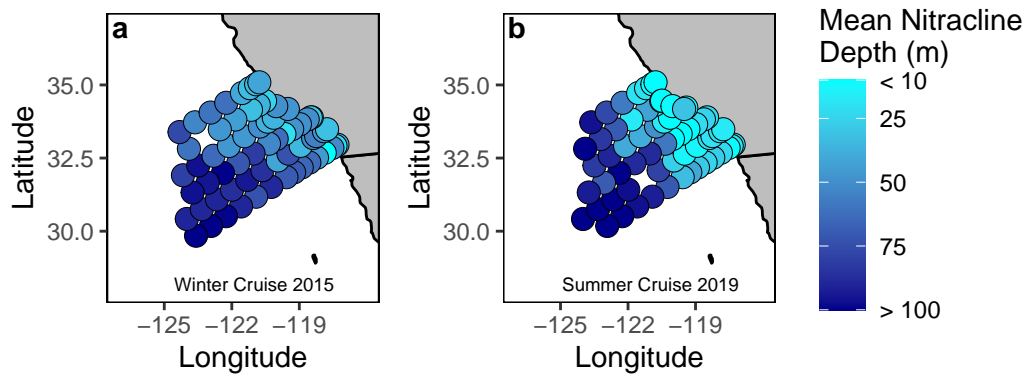 a
b
Mean Nitracline
Depth (m)
35.0
32.5
30.0
Latitude
Winter Cruise 2015
−125
−122
−119
Longitude
35.0
32.5
30.0
Latitude
Summer Cruise 2019
−125
−122
−119
Longitude
< 10
25
50
75
> 100